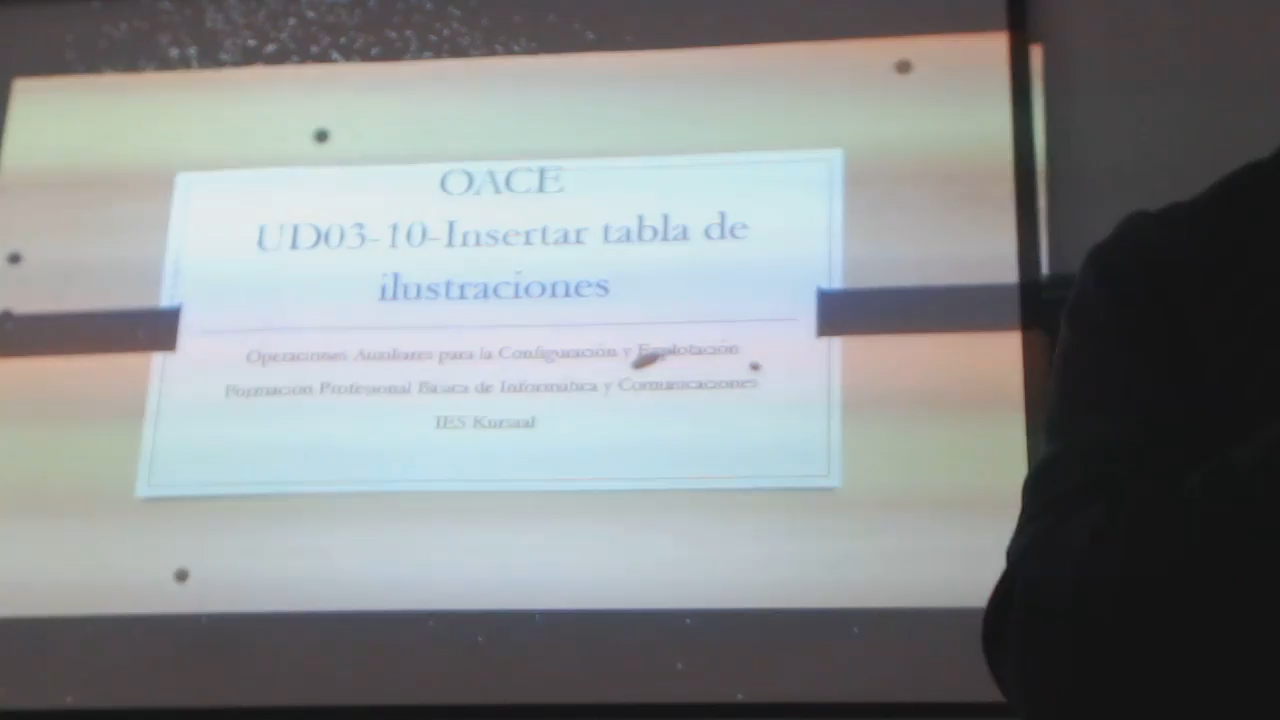 OACE
UD03-10-Insertar tabla de
ilustraciones
Operaciones Auxiliares para la Configuración y Explotación
Formación Profesional Básica de Informática y Comunicaciones
IES Kursaal